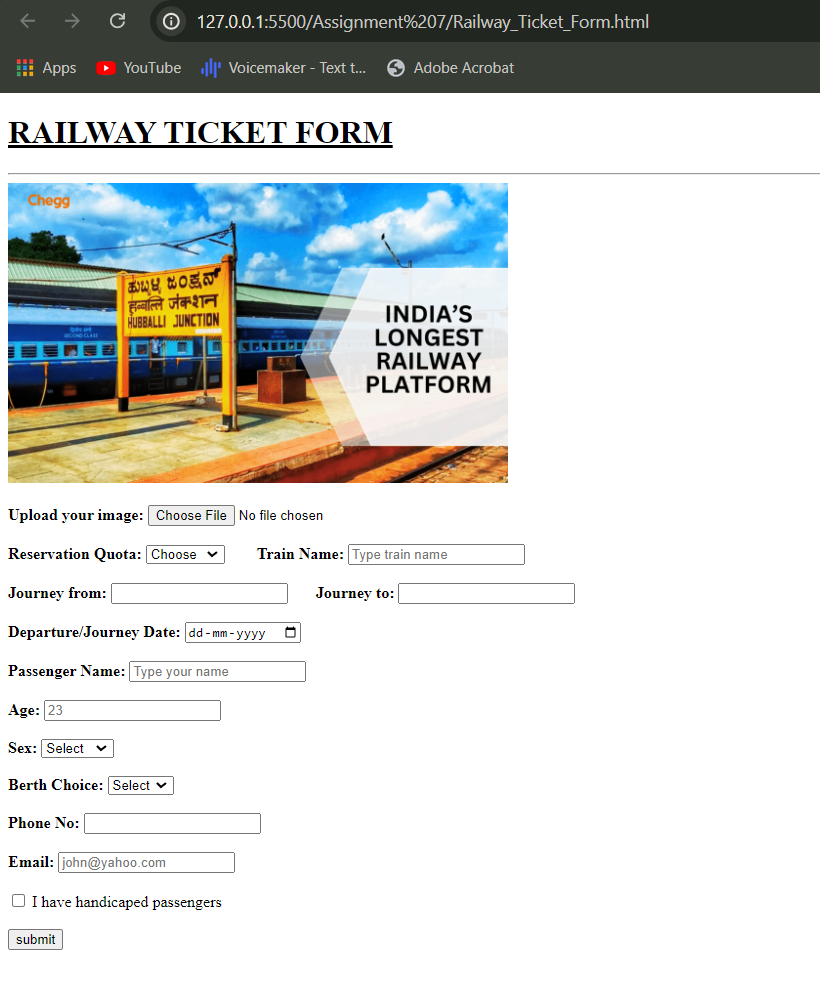 127.0.0.1:5500/Assignment%207/Railway_Ticket_Form.html
Apps YouTube Voicemaker - Text t... Adobe Acrobat
RAILWAY TICKET FORM
Chegg
ಹುಬ್ಬಳ್ಳಿ ಜಂಕ್ಷನ್
हुब्बल्लि जंक्शन
HUBBALLI JUNCTION
SECOND CLASS
INDIA'S
LONGEST
RAILWAY
PLATFORM
Upload your image: Choose File No file chosen
Reservation Quota: Choose Train Name: Type train name
Journey from: Journey to:
Departure/Journey Date: dd-mm-yyyy
Passenger Name: Type your name
Age: 23
Sex: Select
Berth Choice: Select
Phone No:
Email: john@yahoo.com
I have handicaped passengers
submit